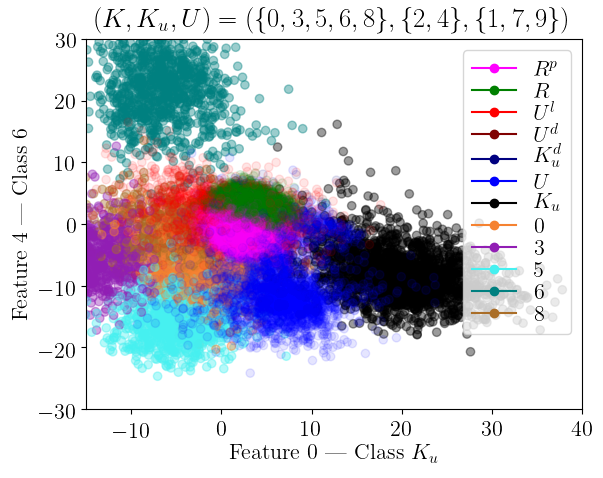 (K, K_u, U) = ({0, 3, 5, 6, 8}, {2, 4}, {1, 7, 9})
30
20
10
0
−10
−20
−30
Feature 4 — Class 6
−10
0
10
20
30
40
Feature 0 — Class K_u
R^p
R
U^l
U^d
K_u^d
U
K_u
0
3
5
6
8